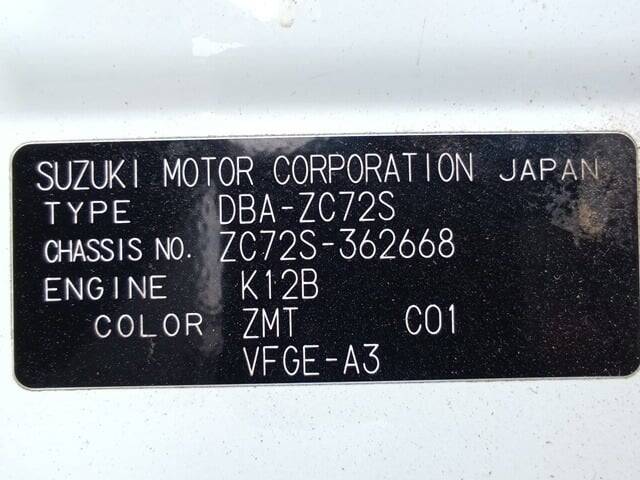 SUZUKI MOTOR CORPORATION JAPAN
TYPE DBA-ZC72S
CHASSIS NO. ZC72S-362668
ENGINE K12B
COLOR ZMT C01
VFGE-A3